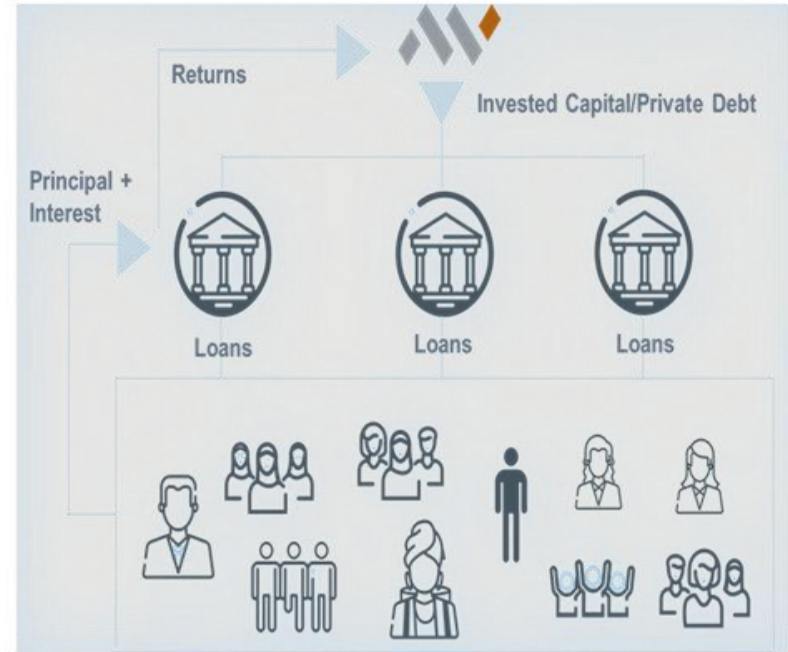 Returns
Invested Capital/Private Debt
Principal +
Interest
Loans
Loans
Loans